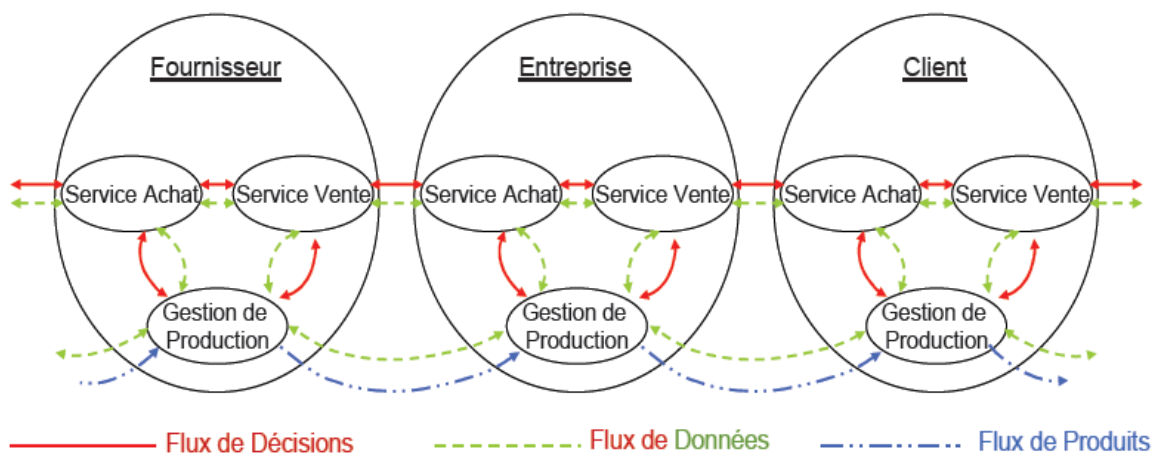 Fournisseur
Entreprise
Client
Service Achat
Service Vente
Service Achat
Service Vente
Service Achat
Service Vente
Gestion de
Production
Gestion de
Production
Gestion de
Production
Flux de Décisions
Flux de Données
Flux de Produits